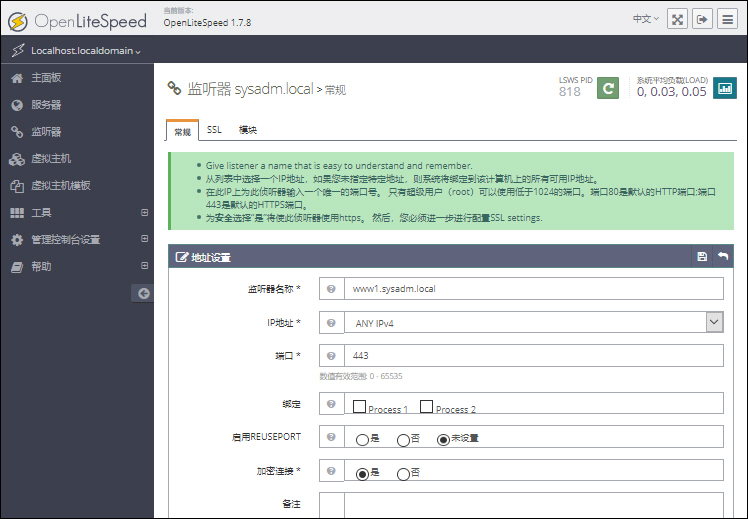 OpenLiteSpeed
当前版本:
OpenLiteSpeed 1.7.8
中文
Localhost.localdomain
主面板
服务器
监听器
虚拟主机
虚拟主机模板
工具
管理控制台设置
帮助
监听器 sysadm.local > 常规
LSWS PID
818
系统平均负载(LOAD)
0, 0.03, 0.05
常规
SSL
模块
Give listener a name that is easy to understand and remember.
从列表中选择一个IP地址，如果您未指定特定地址，则系统将绑定到该计算机上的所有可用IP地址。
在此IP上为此侦听器输入一个唯一的端口号。 只有超级用户（root）可以使用低于1024的端口。端口80是默认的HTTP端口;端口
443是默认的HTTPS端口。
为安全选择“是”将使此侦听器使用https。 然后，您必须进一步进行配置SSL settings.
地址设置
监听器名称 *
www1.sysadm.local
IP地址 *
ANY IPv4
端口 *
443
数值有效范围: 0 - 65535
绑定
Process 1
Process 2
启用REUSEPORT
是
否
未设置
加密连接 *
是
否
备注